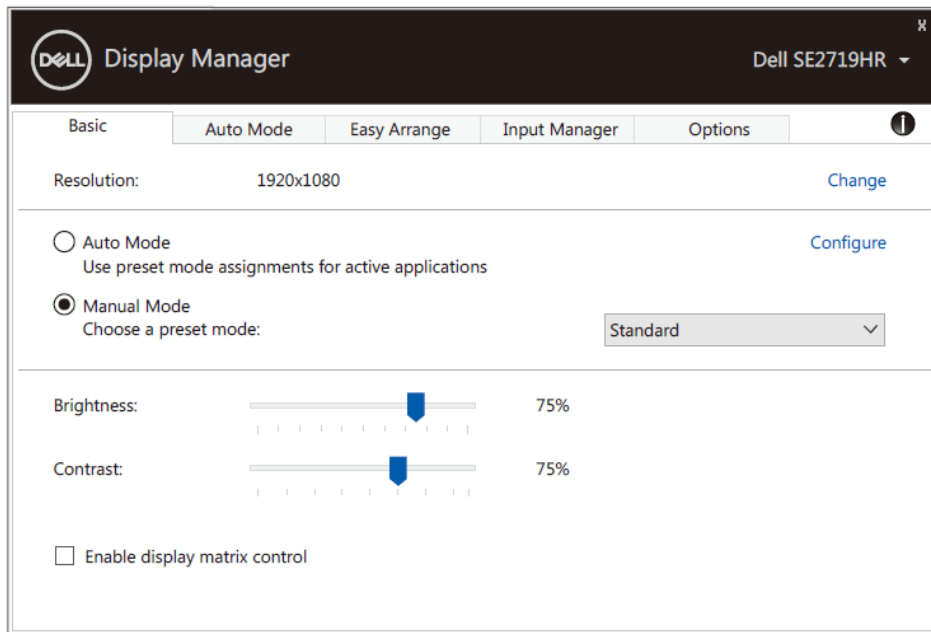 x
DELL Display Manager Dell SE2719HR
Basic Auto Mode Easy Arrange Input Manager Options i
Resolution: 1920x1080 Change
Auto Mode Configure
Use preset mode assignments for active applications
Manual Mode
Choose a preset mode: Standard
Brightness: 75%
Contrast: 75%
Enable display matrix control